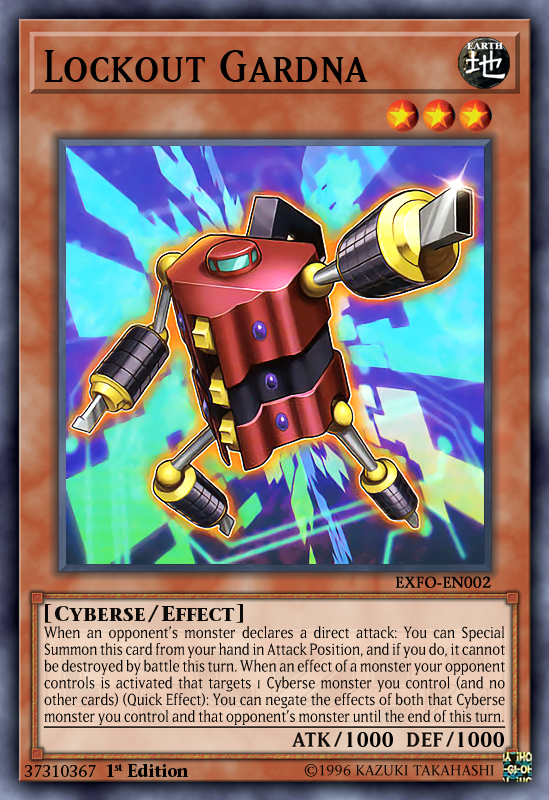 Lockout Gardna
EARTH
地
EXFO-EN002
[Cyberse/Effect]
When an opponent's monster declares a direct attack: You can Special
Summon this card from your hand in Attack Position, and if you do, it cannot
be destroyed by battle this turn. When an effect of a monster your opponent
controls is activated that targets 1 Cyberse monster you control (and no
other cards) (Quick Effect): You can negate the effects of both that Cyberse
monster you control and that opponent's monster until the end of this turn.
ATK/1000 DEF/1000
37310367 1st Edition ©1996 KAZUKI TAKAHASHI